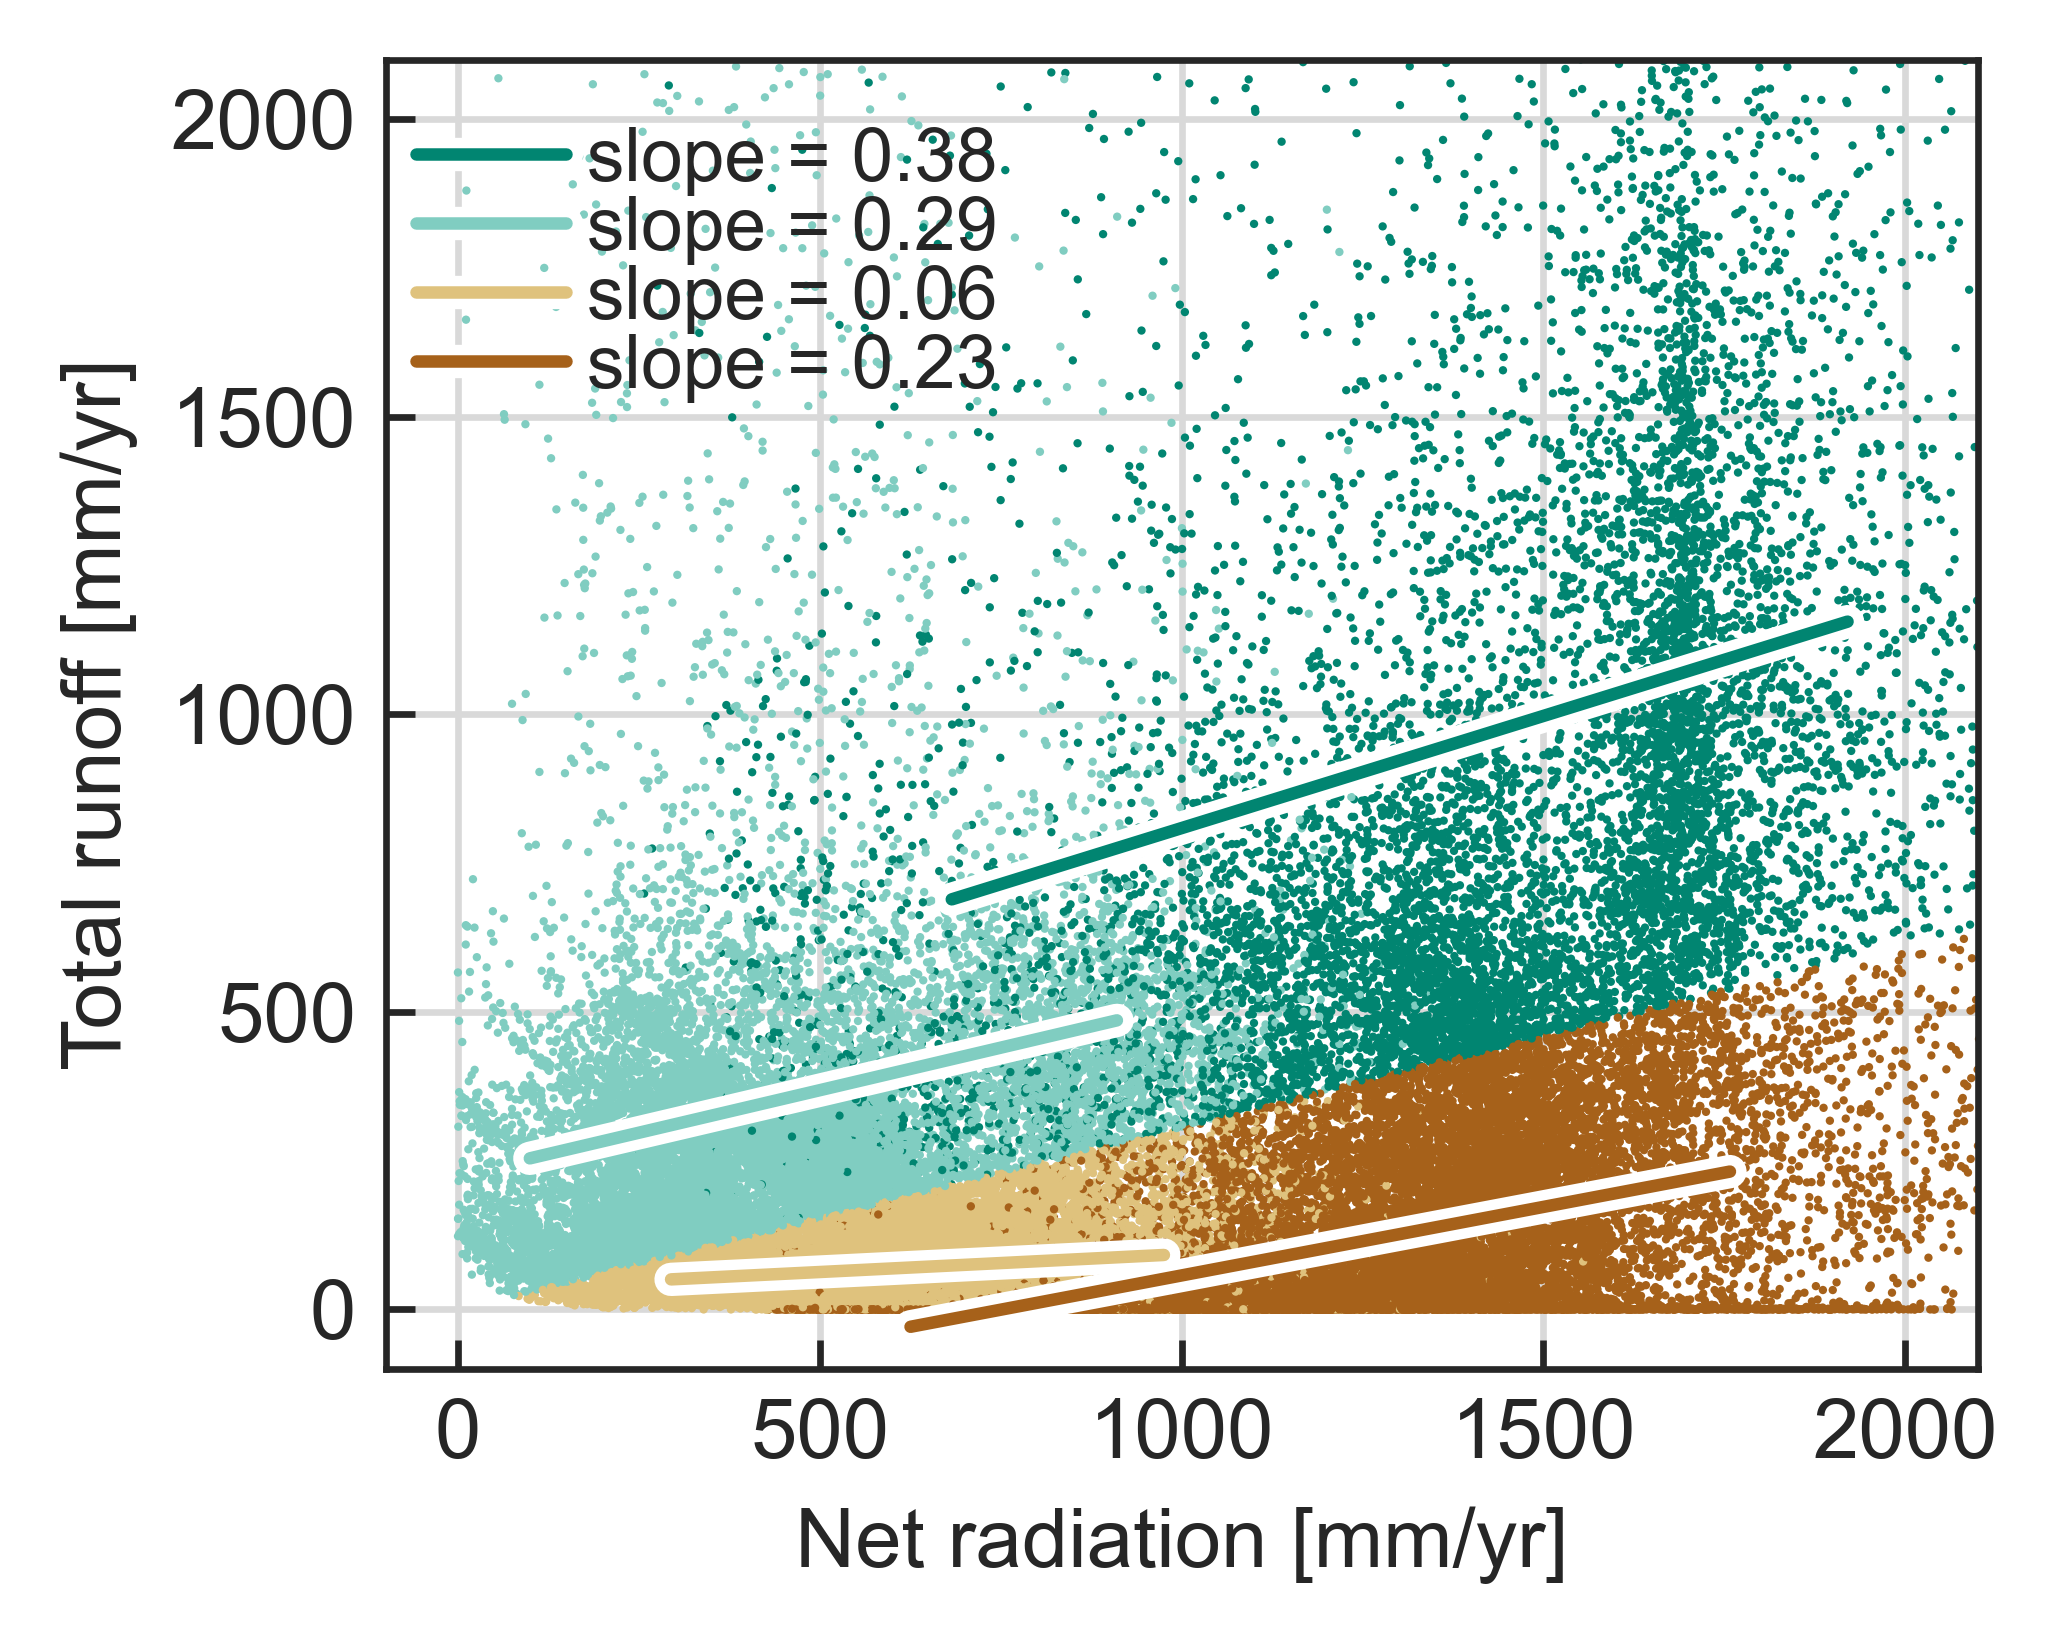 2000
1500
1000
500
0
Total runoff [mm/yr]
slope = 0.38
slope = 0.29
slope = 0.06
slope = 0.23
0 500 1000 1500 2000
Net radiation [mm/yr]